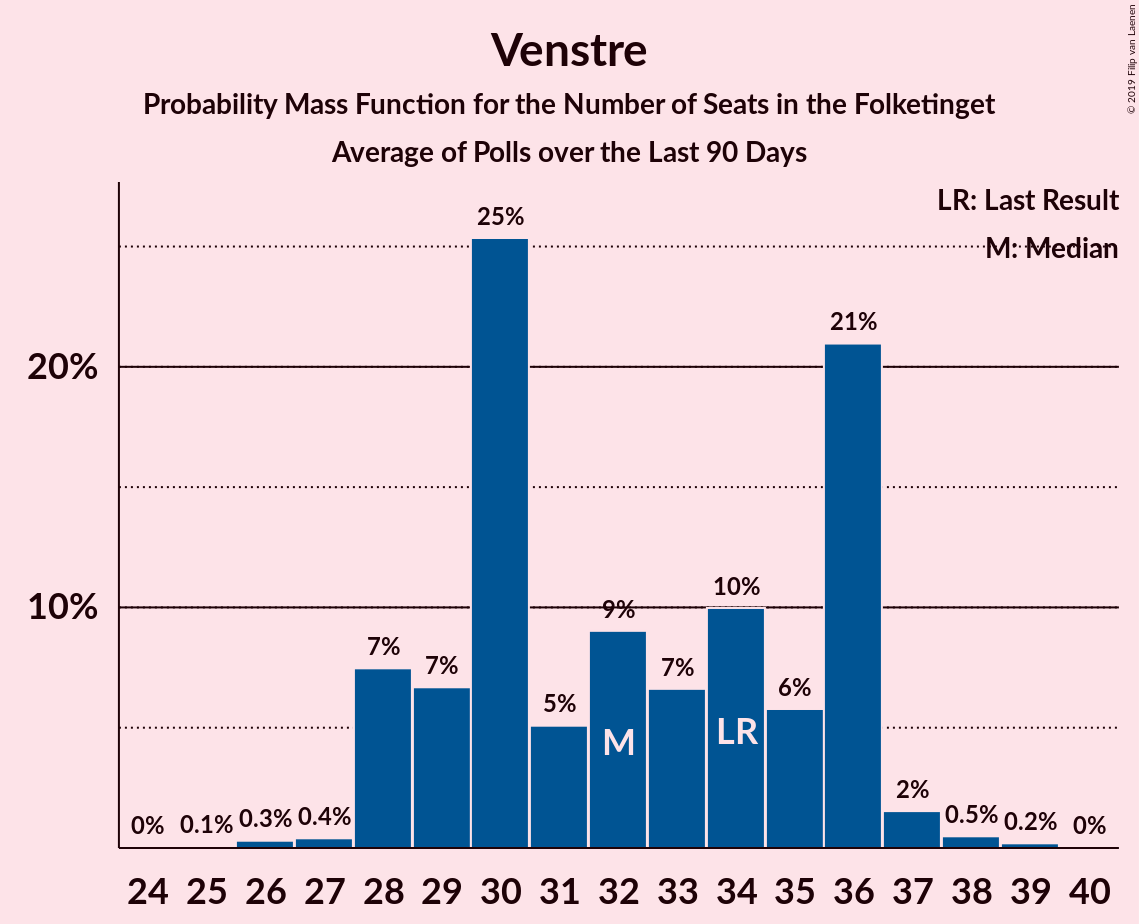 Venstre
Probability Mass Function for the Number of Seats in the Folketinget
Average of Polls over the Last 90 Days
© 2019 Filip van Laenen
LR: Last Result
M: Median
25%
21%
20%
10%
10%
9%
7%
7%
7%
6%
5%
M
LR
2%
0%
0.1%
0.3%
0.4%
0.5%
0.2%
0%
24 25 26 27 28 29 30 31 32 33 34 35 36 37 38 39 40